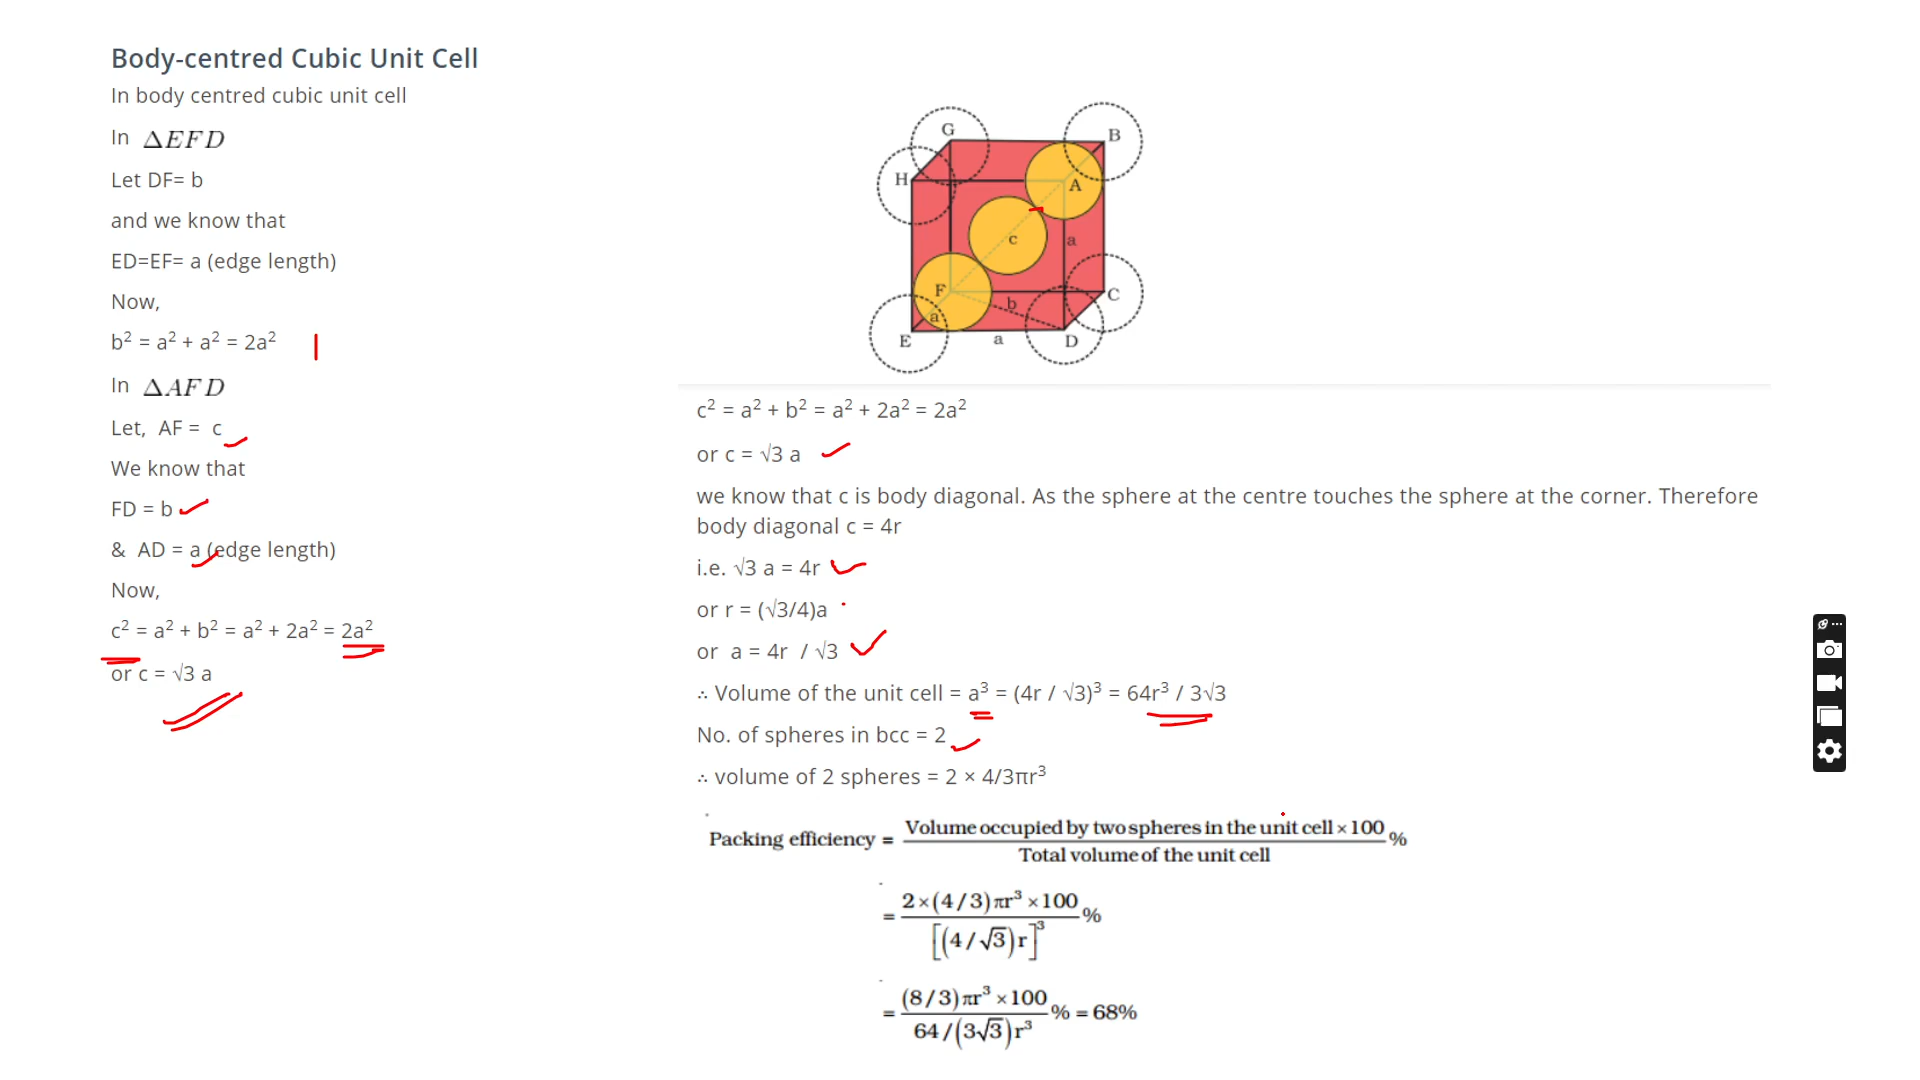 Body-centred Cubic Unit Cell
In body centred cubic unit cell
In ΔEFD
Let DF= b
and we know that
ED=EF= a (edge length)
Now,
b² = a² + a² = 2a²
In ΔAFD
Let, AF = c
We know that
FD = b
& AD = a (edge length)
Now,
c² = a² + b² = a² + 2a² = 2a²
or c = √3 a
G
B
H
A
c
a
F
b
C
a
E
a
D
c² = a² + b² = a² + 2a² = 2a²
or c = √3 a
we know that c is body diagonal. As the sphere at the centre touches the sphere at the corner. Therefore
body diagonal c = 4r
i.e. √3 a = 4r
or r = (√3/4)a
or a = 4r / √3
∴ Volume of the unit cell = a³ = (4r / √3)³ = 64r³ / 3√3
No. of spheres in bcc = 2
∴ volume of 2 spheres = 2 × 4/3πr³
Packing efficiency = Volume occupied by two spheres in the unit cell × 100 %
Total volume of the unit cell
= 2×(4/3)πr³ ×100 %
[(4/√3)r]³
= (8/3)πr³ ×100 % = 68%
64/(3√3)r³